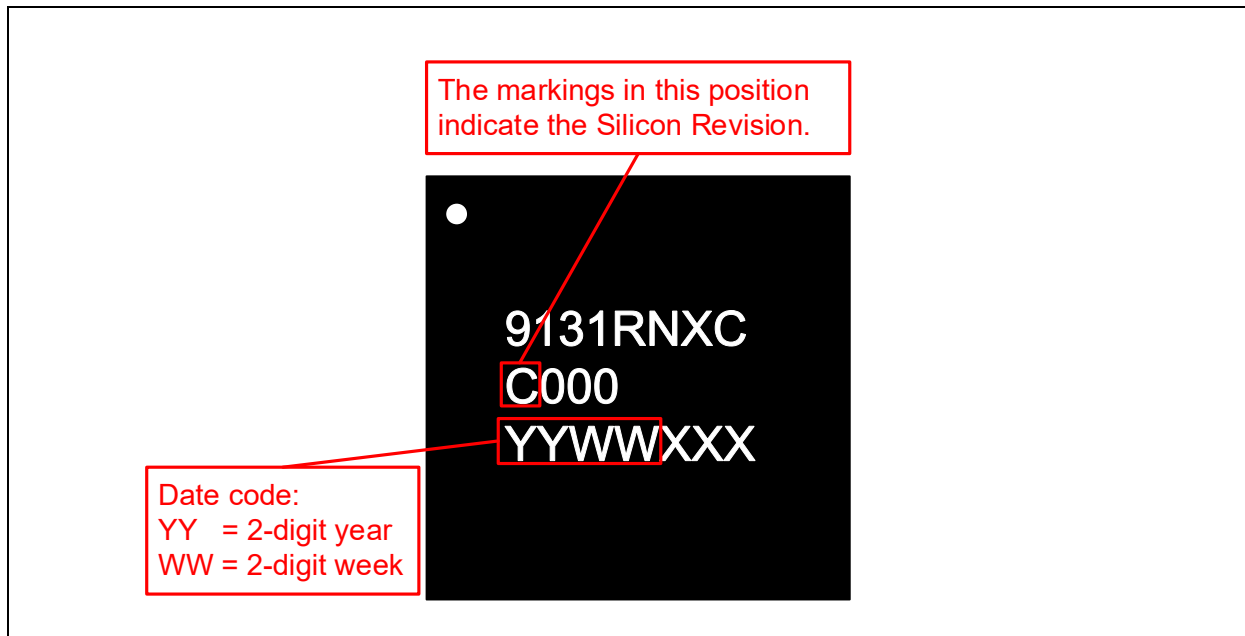 The markings in this position
indicate the Silicon Revision.
9131RNXC
C000
YYWWXXX
Date code:
YY = 2-digit year
WW = 2-digit week